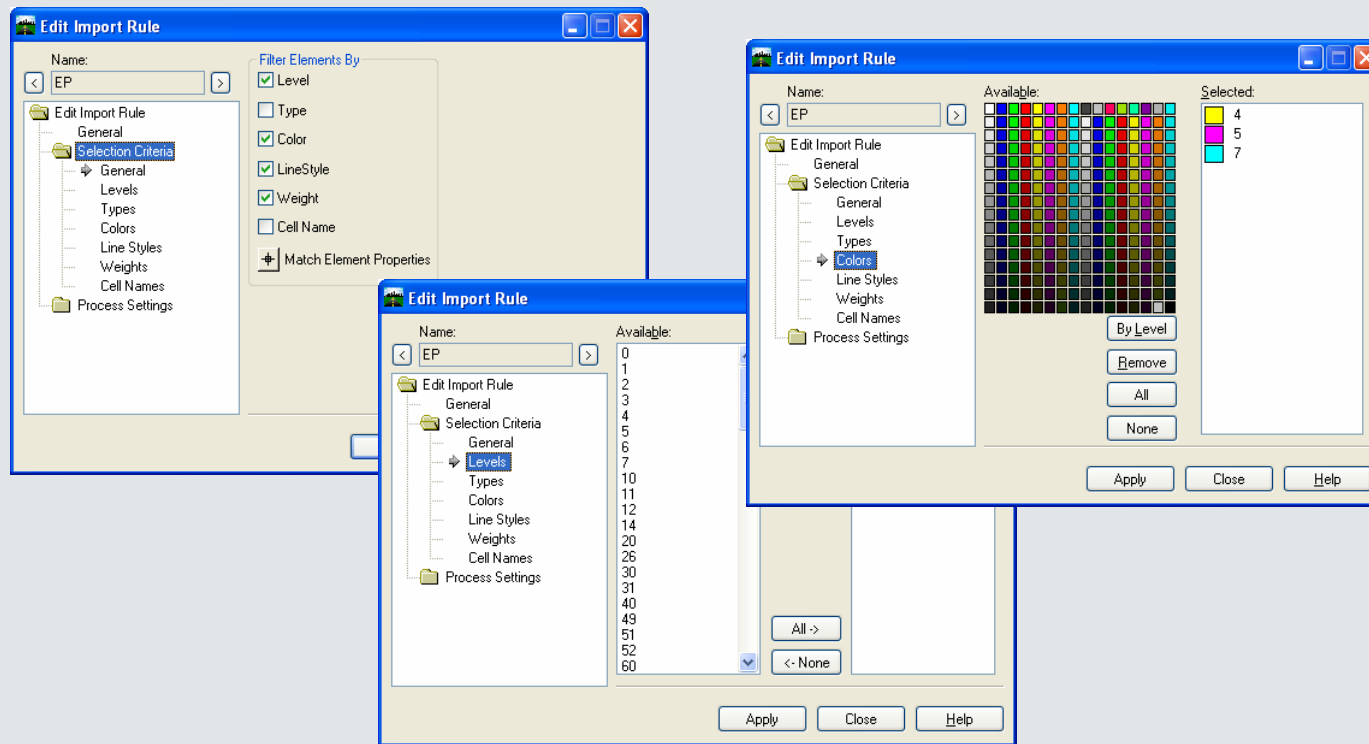 Edit Import Rule
Name:
< EP >
Edit Import Rule
General
Selection Criteria
General
Levels
Types
Colors
Line Styles
Weights
Cell Names
Process Settings
Filter Elements By
Level
Type
Color
LineStyle
Weight
Cell Name
Match Element Properties
Edit Import Rule
Name:
< EP >
Edit Import Rule
General
Selection Criteria
General
Levels
Types
Colors
Line Styles
Weights
Cell Names
Process Settings
Available:
0
1
2
3
4
5
6
7
10
11
12
14
20
26
30
31
40
49
51
52
60
All ->
<- None
Apply Close Help
Edit Import Rule
Name:
< EP >
Edit Import Rule
General
Selection Criteria
General
Levels
Types
Colors
Line Styles
Weights
Cell Names
Process Settings
Available:
By Level
Remove
All
None
Selected:
4
5
7
Apply Close Help